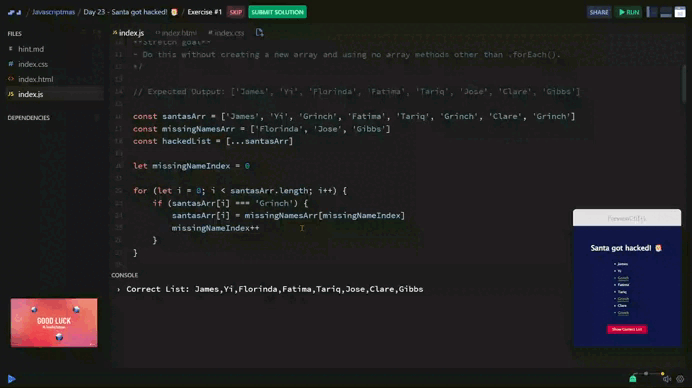 Javascriptmas / Day 23 - Santa got hacked! 🎅 / Exercise #1 SKIP SUBMIT SOLUTION SHARE RUN
FILES
hint.md
index.css
index.html
index.js
DEPENDENCIES
index.js index.html index.css
**Stretch goal**
- Do this without creating a new array and using no array methods other than .forEach().
*/
// Expected Output: ['James', 'Yi', 'Florinda', 'Fatima', 'Tariq', 'Jose', 'Clare', 'Gibbs']
const santasArr = ['James', 'Yi', 'Grinch', 'Fatima', 'Tariq', 'Grinch', 'Clare', 'Grinch']
const missingNamesArr = ['Florinda', 'Jose', 'Gibbs']
const hackedList = [...santasArr]
let missingNameIndex = 0
for (let i = 0; i < santasArr.length; i++) {
if (santasArr[i] === 'Grinch') {
santasArr[i] = missingNamesArr[missingNameIndex]
missingNameIndex++
}
}
CONSOLE
› Correct List: James,Yi,Florinda,Fatima,Tariq,Jose,Clare,Gibbs
GOOD LUCK
Santa got hacked! 🎅
James
Yi
Grinch
Fatima
Tariq
Grinch
Clare
Grinch
Show Correct List